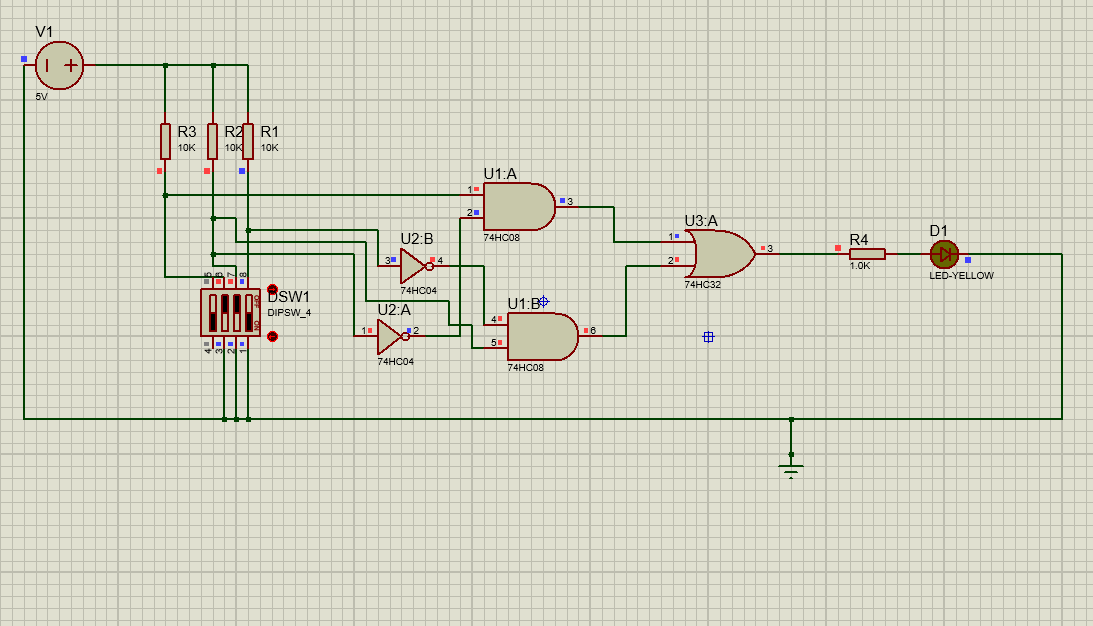 V1
5V
R3
10K
R2
10K
R1
10K
U1:A
1
2
3
74HC08
U2:B
3
4
74HC04
U3:A
1
2
3
74HC32
R4
1.0K
D1
LED-YELLOW
5
6
7
8
OFF
ON
4
3
2
1
DSW1
DIPSW_4
U2:A
1
2
74HC04
U1:B
4
5
6
74HC08